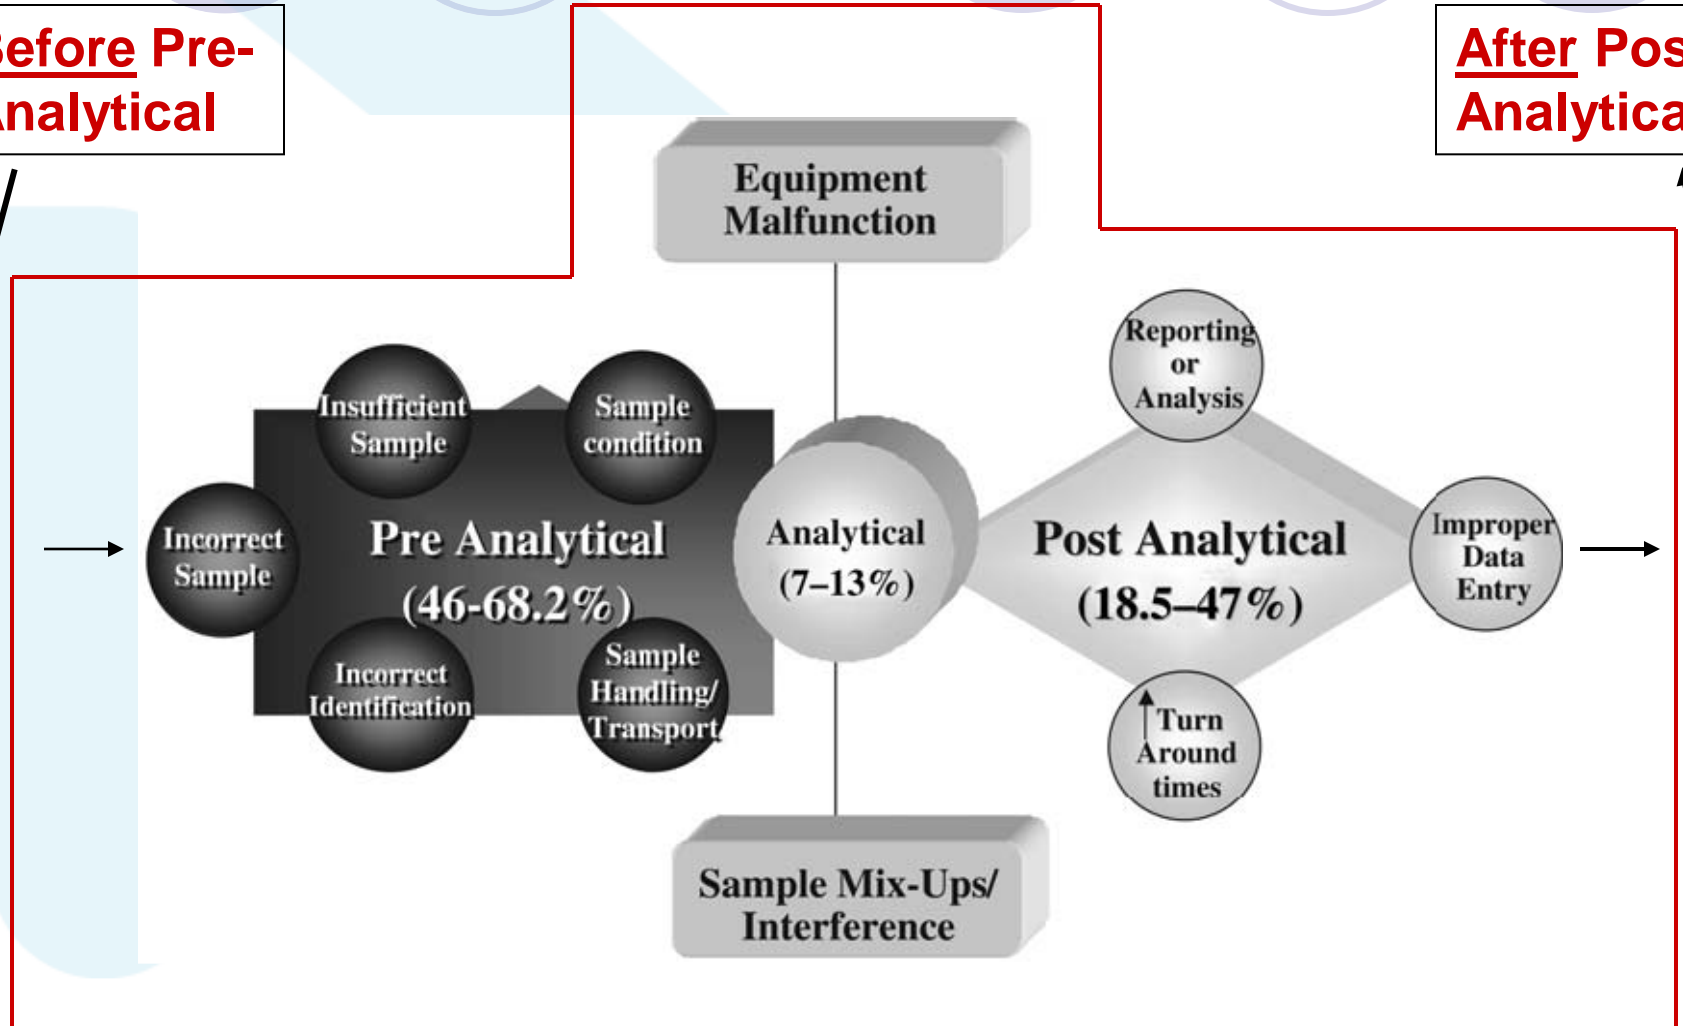 Before Pre-
Analytical
After Pos
Analytica
Equipment
Malfunction
Insufficient
Sample
Sample
condition
Incorrect
Sample
Pre Analytical
(46-68.2%)
Incorrect
Identification
Sample
Handling/
Transport
Analytical
(7–13%)
Reporting
or
Analysis
Post Analytical
(18.5–47%)
Improper
Data
Entry
Turn
Around
times
Sample Mix-Ups/
Interference